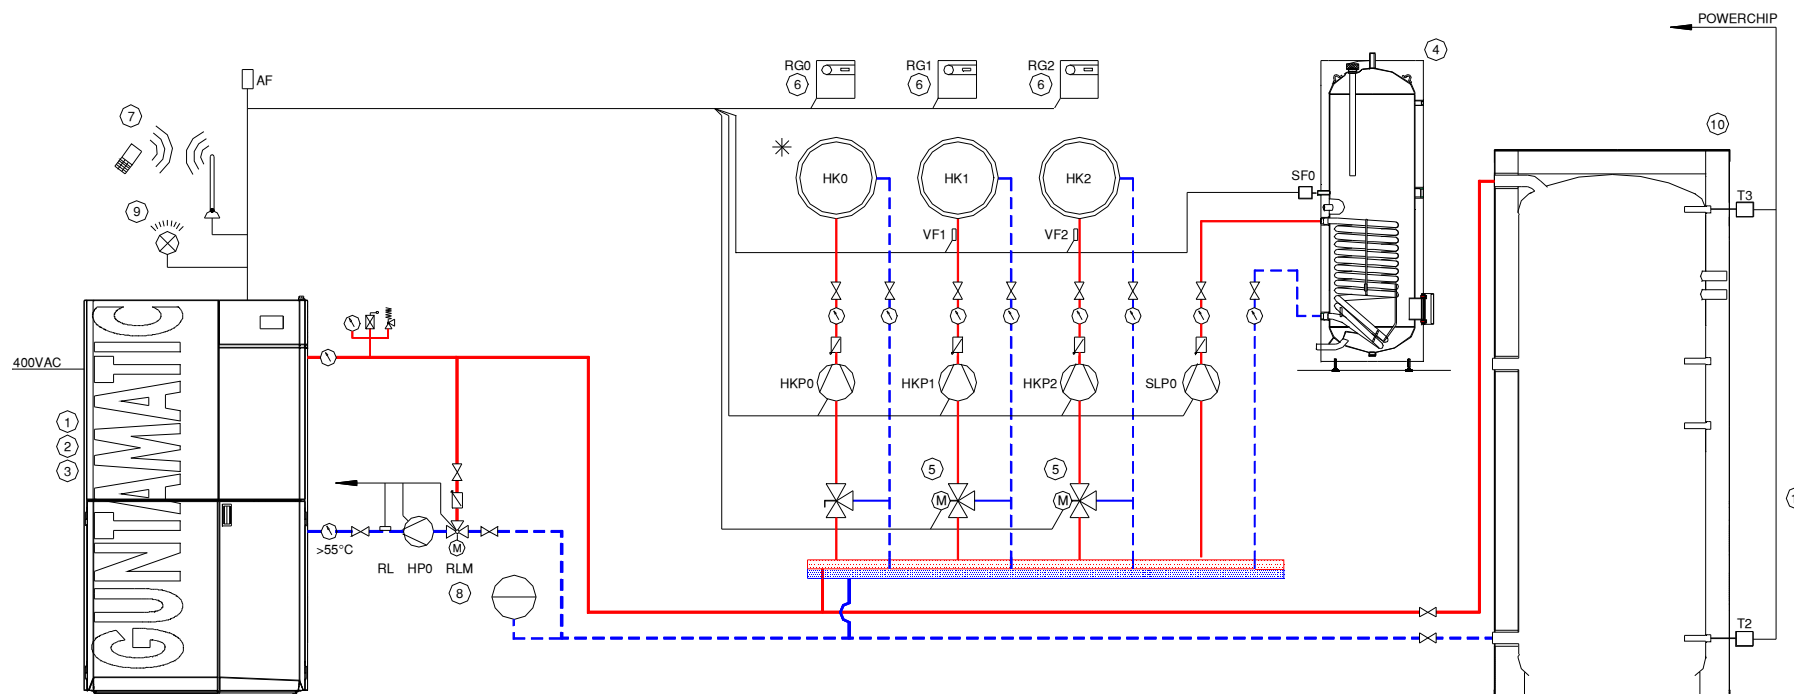 POWERCHIP
4
RG0
RG1
RG2
6
6
6
AF
7
10
HK0
HK1
HK2
SF0
T3
9
VF1
VF2
GUNTAMATIC
400VAC
HKP0
HKP1
HKP2
SLP0
1
2
3
5
5
M
M
>55°C
M
RL
HP0
RLM
8
T2